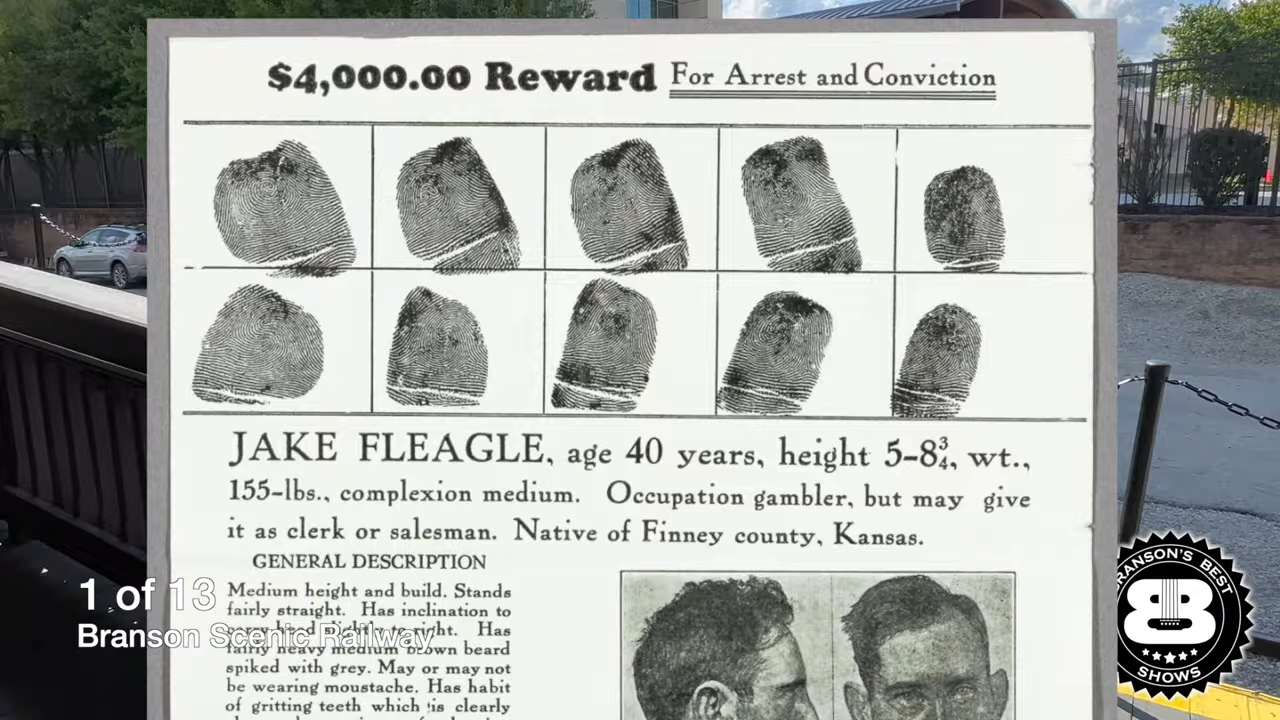 $4,000.00 Reward For Arrest and Conviction
JAKE FLEAGLE, age 40 years, height 5-8¾, wt.,
155-lbs., complexion medium. Occupation gambler, but may give
it as clerk or salesman. Native of Finney county, Kansas.
GENERAL DESCRIPTION
Medium height and build. Stands
fairly straight. Has inclination to
to right. Has
fairly heavy medium brown beard
spiked with grey. May or may not
be wearing moustache. Has habit
of gritting teeth which is clearly
1 of 13
Branson Scenic Railway
BRANSON'S BEST
SHOWS